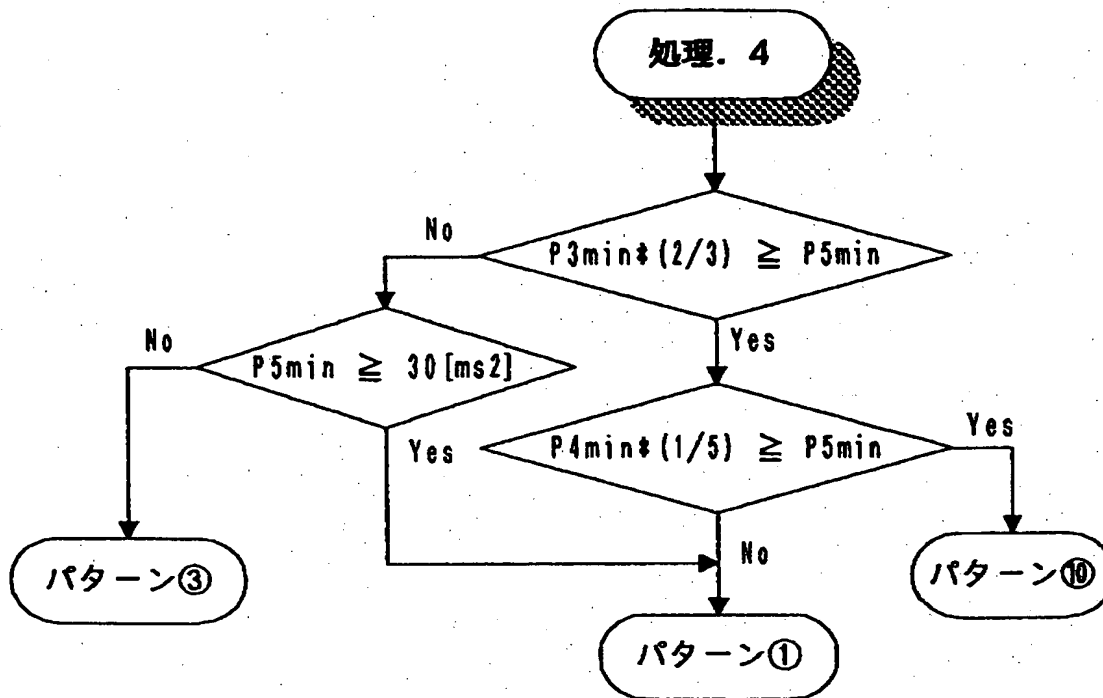 処理. 4
No
P3min*(2/3) ≧ P5min
No
Yes
P5min ≧ 30[ms2]
Yes
P4min*(1/5) ≧ P5min
Yes
No
パターン③
パターン⑩
パターン①